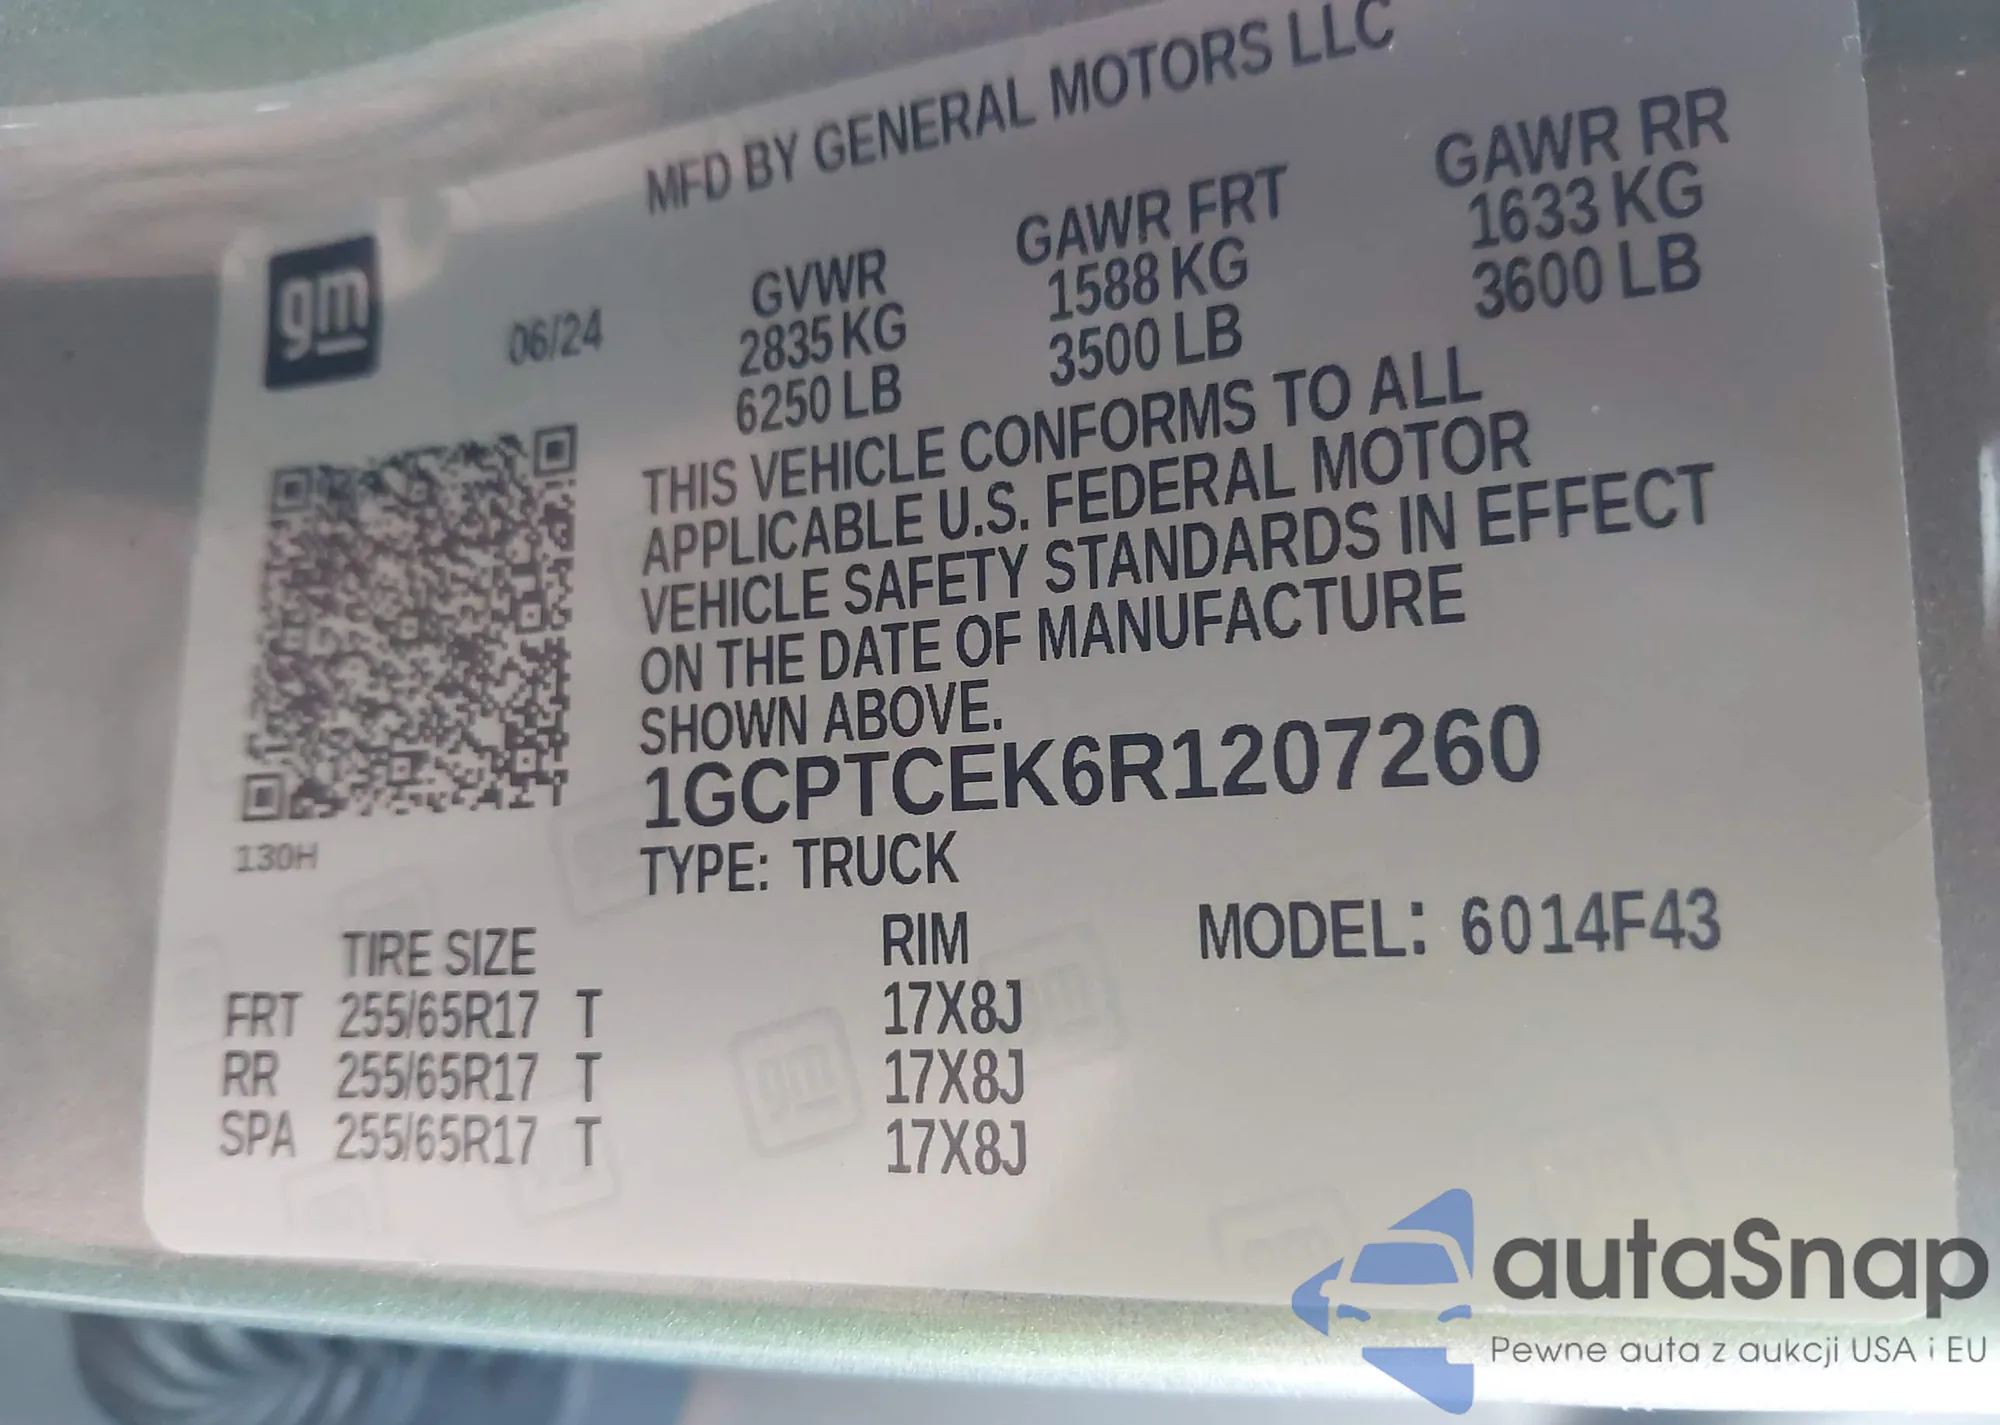 MFD BY GENERAL MOTORS LLC
gm
06/24
GVWR
2835 KG
6250 LB
GAWR FRT
1588 KG
3500 LB
GAWR RR
1633 KG
3600 LB
THIS VEHICLE CONFORMS TO ALL
APPLICABLE U.S. FEDERAL MOTOR
VEHICLE SAFETY STANDARDS IN EFFECT
ON THE DATE OF MANUFACTURE
SHOWN ABOVE.
1GCPTCEK6R1207260
130H
TYPE: TRUCK
MODEL: 6014F43
TIRE SIZE RIM
FRT 255/65R17 T 17X8J
RR 255/65R17 T 17X8J
SPA 255/65R17 T 17X8J
autaSnap
Pewne auta z aukcji USA i EU